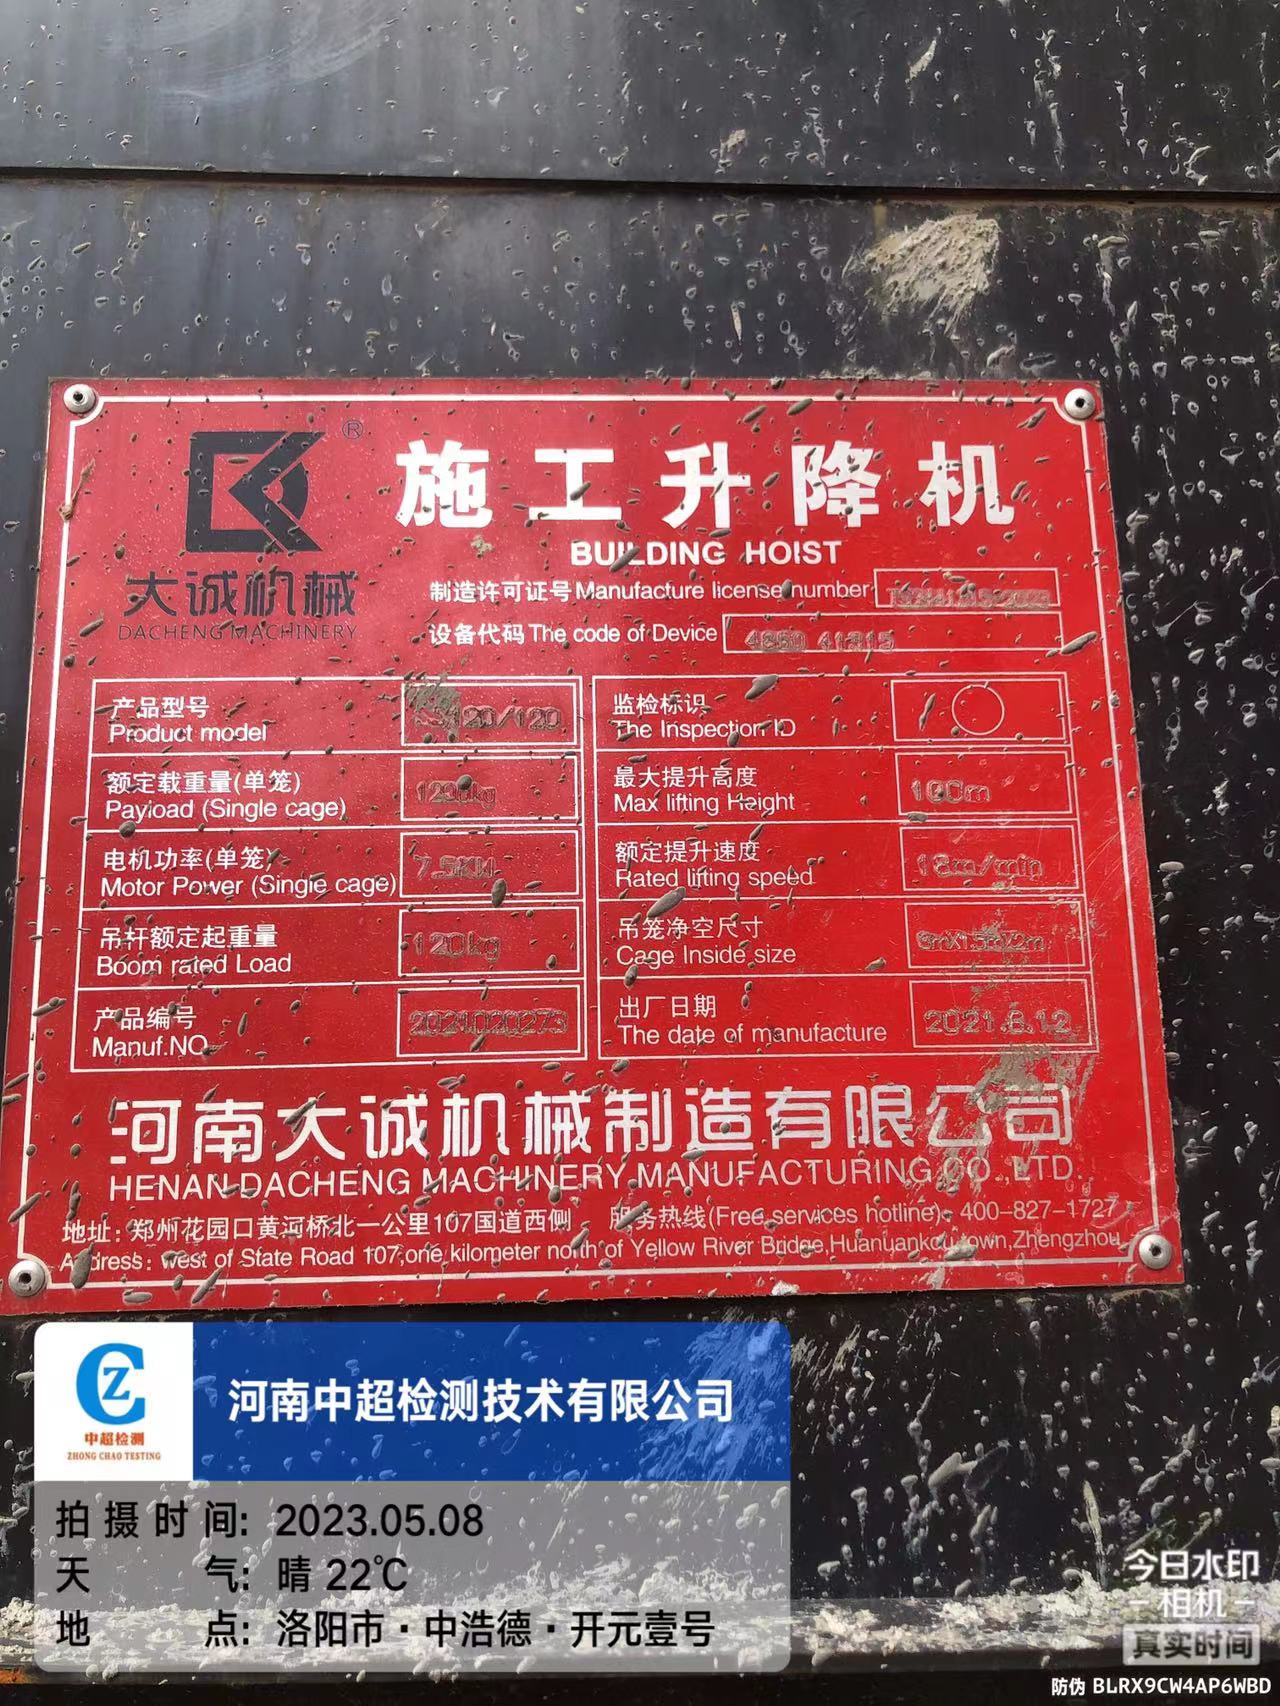 ®
施工升降机
BUILDING HOIST
大诚机械
DACHENG MACHINERY
制造许可证号 Manufacture license number
设备代码 The code of Device 4860 41315
产品型号
Product model 120/120
监检标识
The Inspection ID /
额定载重量(单笼)
Payload (Single cage) 1200kg
最大提升高度
Max lifting Height 100m
电机功率(单笼)
Motor Power (Single cage) 7.5KW
额定提升速度
Rated lifting speed 18m/min
吊杆额定起重量
Boom rated Load 120kg
吊笼净空尺寸
Cage Inside size
产品编号
Manuf.NO.
出厂日期
The date of manufacture 2021.8.12
河南大诚机械制造有限公司
HENAN DACHENG MACHINERY MANUFACTURING CO.,LTD.
地址: 郑州花园口黄河桥北一公里107国道西侧 服务热线(Free services hotline): 400-827-1727
Address: west of State Road 107,one kilometer north of Yellow River Bridge,Huanuankou town,Zhengzhou
中超检测
ZHONG CHAO TESTING
河南中超检测技术有限公司
拍摄时间: 2023.05.08
天气: 晴 22℃
地点: 洛阳市·中浩德·开元壹号
今日水印
相机
真实时间
防伪 BLRX9CW4AP6WBD